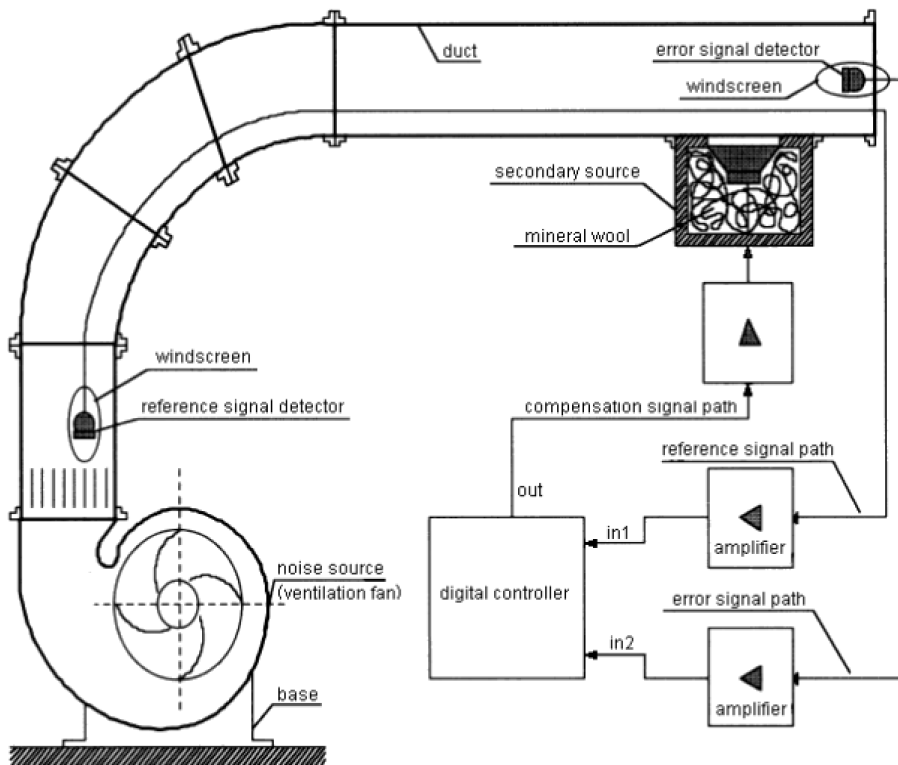 duct
error signal detector
windscreen
secondary source
mineral wool
windscreen
reference signal detector
compensation signal path
reference signal path
out
in1
amplifier
noise source
(ventilation fan)
digital controller
error signal path
in2
base
amplifier